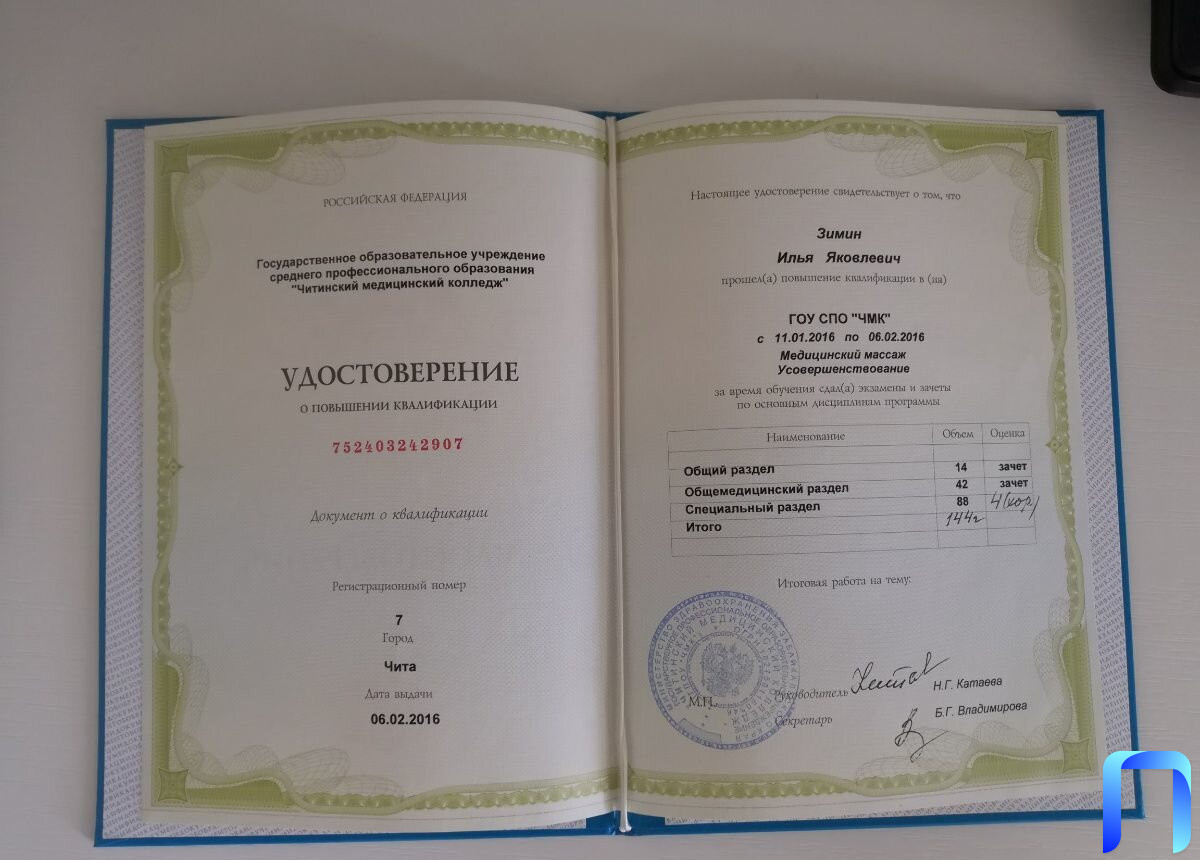 РОССИЙСКАЯ ФЕДЕРАЦИЯ
Государственное образовательное учреждение
среднего профессионального образования
"Читинский медицинский колледж"
УДОСТОВЕРЕНИЕ
О ПОВЫШЕНИИ КВАЛИФИКАЦИИ
752403242907
Документ о квалификации
Регистрационный номер
7
Город
Чита
Дата выдачи
06.02.2016
Настоящее удостоверение свидетельствует о том, что
Зимин
Илья Яковлевич
прошел(а) повышение квалификации в (на)
ГОУ СПО "ЧМК"
с 11.01.2016 по 06.02.2016
Медицинский массаж
Усовершенствование
за время обучения сдал(а) экзамены и зачеты
по основным дисциплинам программы
Наименование Объем Оценка
Общий раздел 14 зачет
Общемедицинский раздел 42 зачет
Специальный раздел 88 4 (хор)
Итого 144ч
Итоговая работа на тему:
М.П.
Руководитель Н.Г. Катаева
Секретарь Б.Г. Владимирова